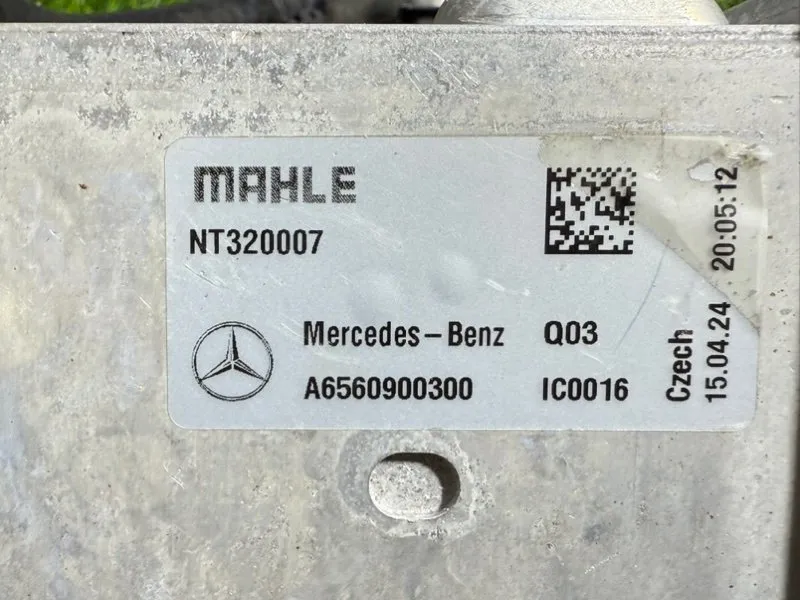 MAHLE
NT320007
Mercedes-Benz Q03
A6560900300 IC0016
Czech
15.04.24 20:05:12